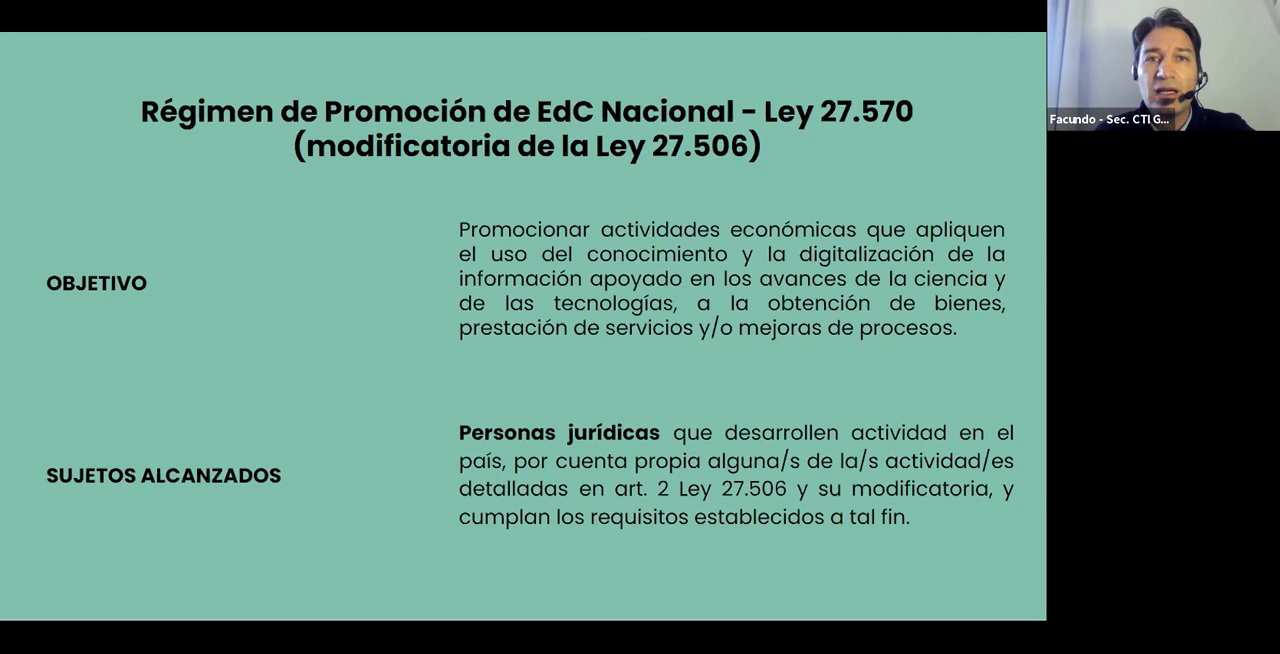 Régimen de Promoción de EdC Nacional - Ley 27.570
(modificatoria de la Ley 27.506)
OBJETIVO
Promocionar actividades económicas que apliquen
el uso del conocimiento y la digitalización de la
información apoyado en los avances de la ciencia y
de las tecnologías, a la obtención de bienes,
prestación de servicios y/o mejoras de procesos.
SUJETOS ALCANZADOS
Personas jurídicas que desarrollen actividad en el
país, por cuenta propia alguna/s de la/s actividad/es
detalladas en art. 2 Ley 27.506 y su modificatoria, y
cumplan los requisitos establecidos a tal fin.
Facundo - Sec. CTI G...